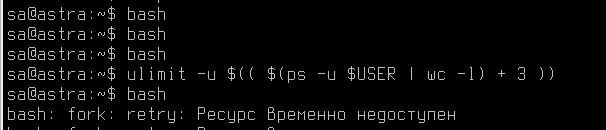 sa@astra:~$ bash
sa@astra:~$ bash
sa@astra:~$ bash
sa@astra:~$ ulimit -u $(( $(ps -u $USER | wc -l) + 3 ))
sa@astra:~$ bash
bash: fork: retry: Ресурс временно недоступен